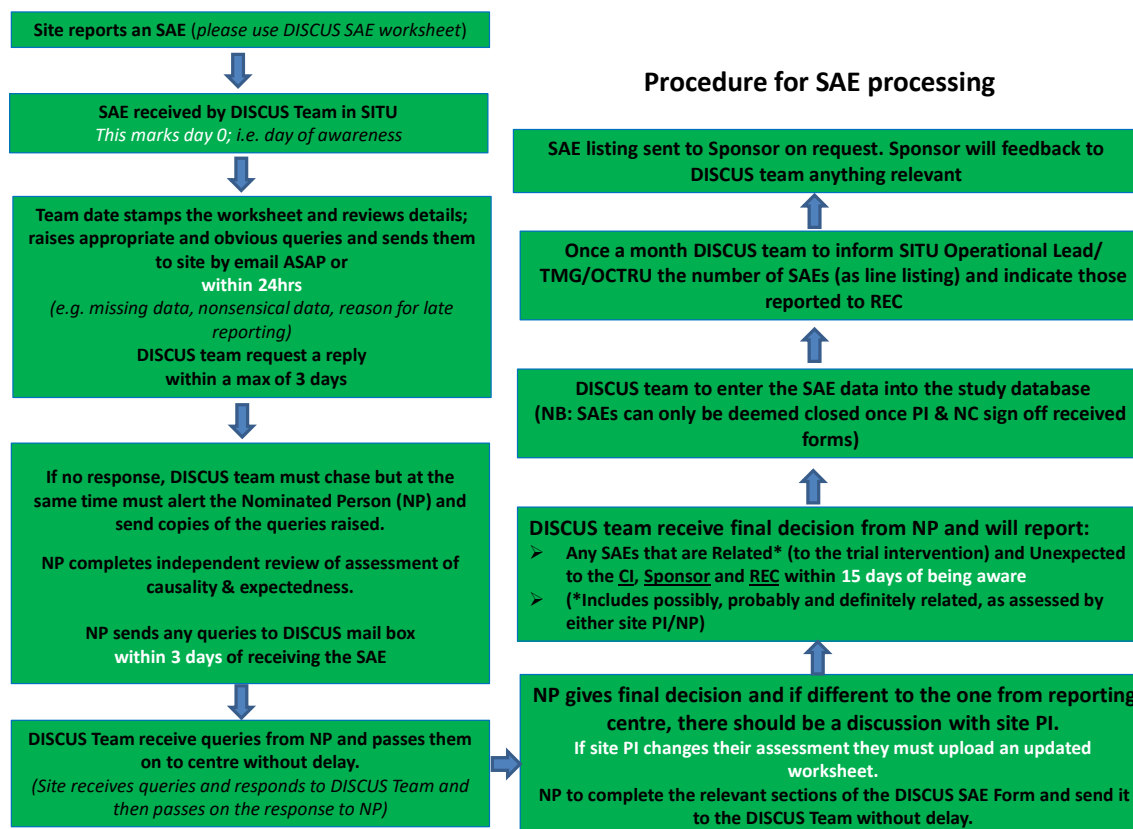 Site reports an SAE (please use DISCUS SAE worksheet)
SAE received by DISCUS Team in SITU
This marks day 0; i.e. day of awareness
Team date stamps the worksheet and reviews details;
raises appropriate and obvious queries and sends them
to site by email ASAP or
within 24hrs
(e.g. missing data, nonsensical data, reason for late
reporting)
DISCUS team request a reply
within a max of 3 days
If no response, DISCUS team must chase but at the
same time must alert the Nominated Person (NP) and
send copies of the queries raised.
NP completes independent review of assessment of
causality & expectedness.
NP sends any queries to DISCUS mail box
within 3 days of receiving the SAE
DISCUS Team receive queries from NP and passes them
on to centre without delay.
(Site receives queries and responds to DISCUS Team and
then passes on the response to NP)
Procedure for SAE processing
SAE listing sent to Sponsor on request. Sponsor will feedback to
DISCUS team anything relevant
Once a month DISCUS team to inform SITU Operational Lead/
TMG/OCTRU the number of SAEs (as line listing) and indicate those
reported to REC
DISCUS team to enter the SAE data into the study database
(NB: SAEs can only be deemed closed once PI & NC sign off received
forms)
DISCUS team receive final decision from NP and will report:
➢ Any SAEs that are Related* (to the trial intervention) and Unexpected
to the CI, Sponsor and REC within 15 days of being aware
➢ (*Includes possibly, probably and definitely related, as assessed by
either site PI/NP)
NP gives final decision and if different to the one from reporting
centre, there should be a discussion with site PI.
If site PI changes their assessment they must upload an updated
worksheet.
NP to complete the relevant sections of the DISCUS SAE Form and send it
to the DISCUS Team without delay.